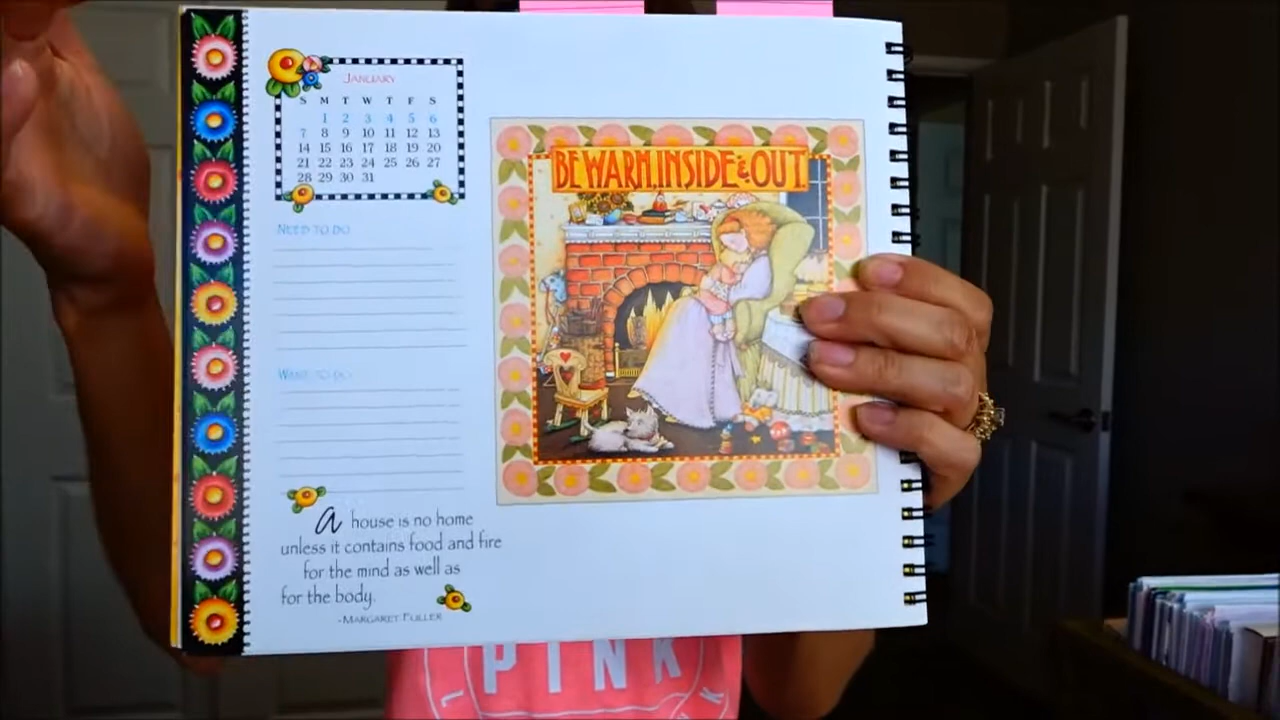 JANUARY
S M T W T F S
1 2 3 4 5 6
7 8 9 10 11 12 13
14 15 16 17 18 19 20
21 22 23 24 25 26 27
28 29 30 31
NEED TO DO
WANT TO DO
a house is no home
unless it contains food and fire
for the mind as well as
for the body.
-MARGARET FULLER
BE WARM, INSIDE & OUT.
PINK
L K